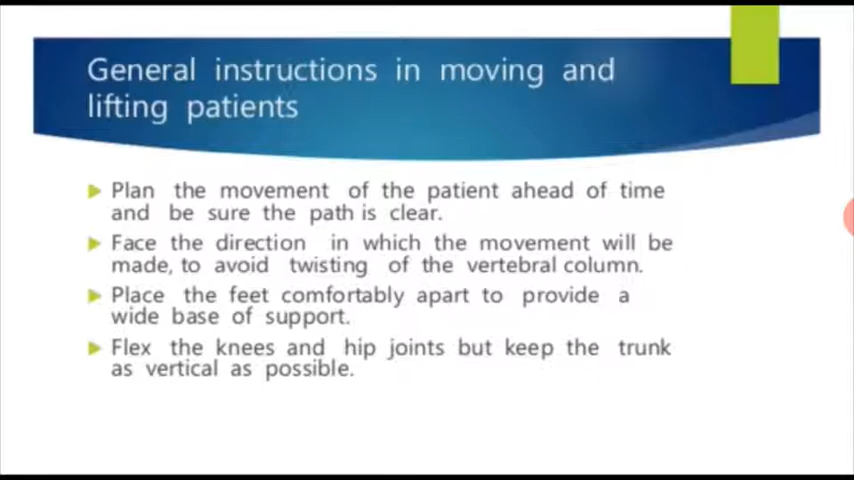 General instructions in moving and
lifting patients
Plan the movement of the patient ahead of time
and be sure the path is clear.
Face the direction in which the movement will be
made, to avoid twisting of the vertebral column.
Place the feet comfortably apart to provide a
wide base of support.
Flex the knees and hip joints but keep the trunk
as vertical as possible.